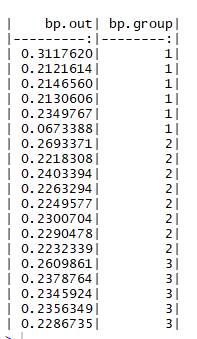 |    bp.out| bp.group|
|---------:|--------:|
| 0.3117620|        1|
| 0.2121614|        1|
| 0.2146560|        1|
| 0.2130606|        1|
| 0.2349767|        1|
| 0.0673388|        1|
| 0.2693371|        2|
| 0.2218308|        2|
| 0.2403394|        2|
| 0.2263294|        2|
| 0.2249577|        2|
| 0.2300704|        2|
| 0.2290478|        2|
| 0.2232339|        2|
| 0.2609861|        3|
| 0.2378764|        3|
| 0.2345924|        3|
| 0.2356349|        3|
| 0.2286735|        3|
>